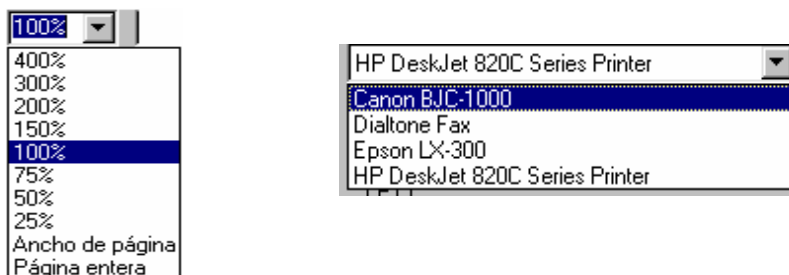 100%
400%
300%
200%
150%
100%
75%
50%
25%
Ancho de página
Página entera
HP DeskJet 820C Series Printer
Canon BJC-1000
Dialtone Fax
Epson LX-300
HP DeskJet 820C Series Printer